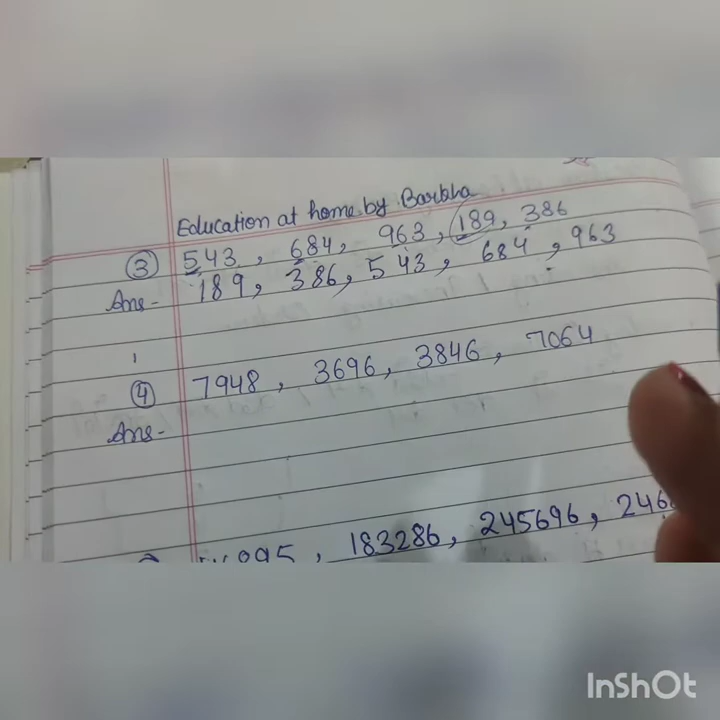 Education at home by Barkha
③ 543, 684, 963, 189, 386
Ans- 189, 386, 543, 684, 963
④ 7948, 3696, 3846, 7064
Ans-
183286, 245696,
InShOt